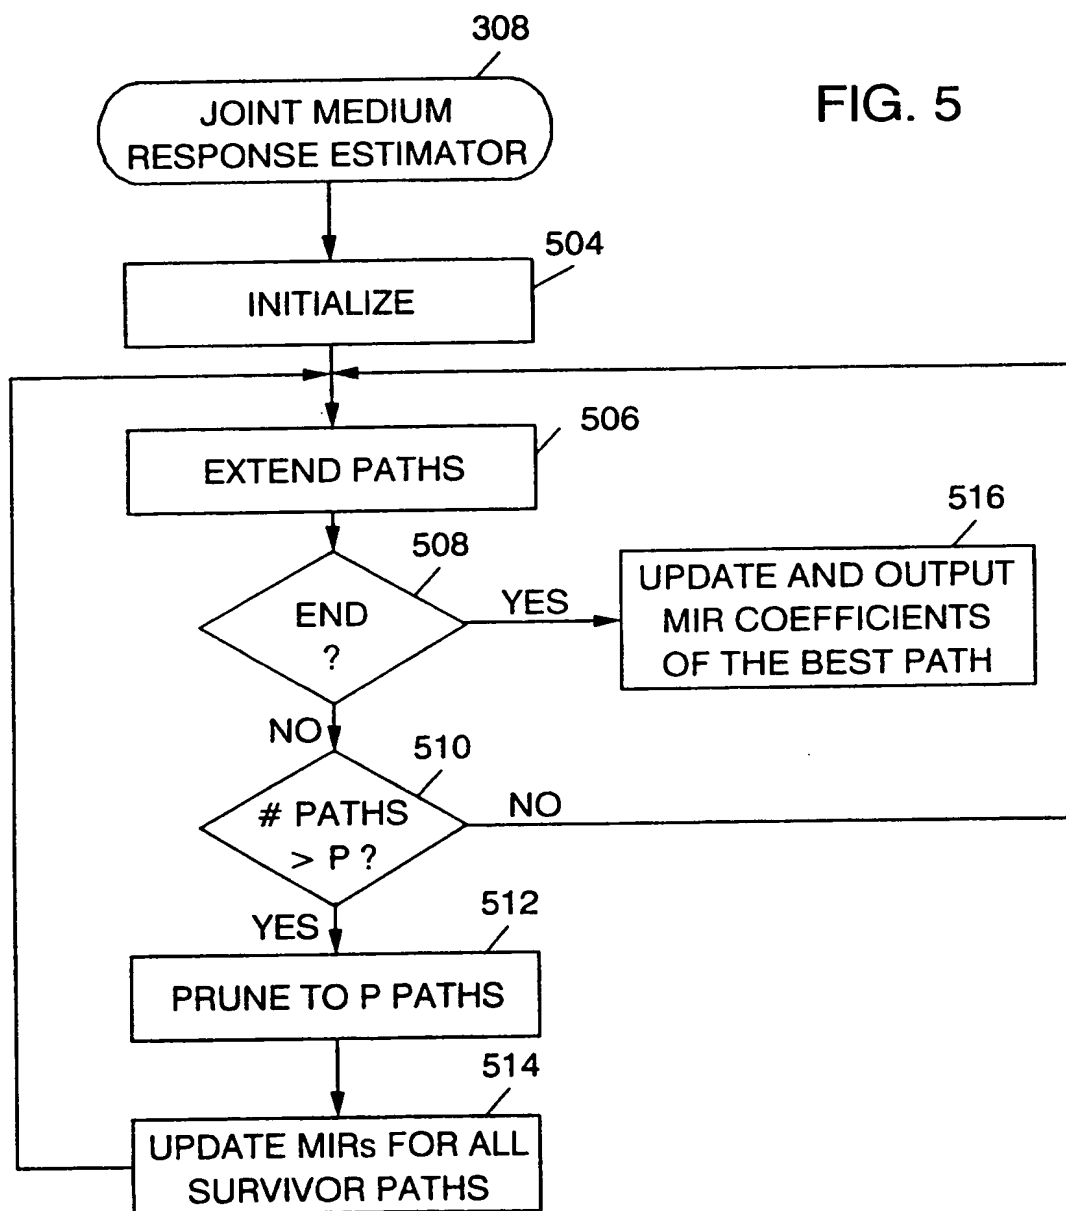 308
FIG. 5
JOINT MEDIUM
RESPONSE ESTIMATOR
504
INITIALIZE
506
EXTEND PATHS
508
END
?
YES
516
UPDATE AND OUTPUT
MIR COEFFICIENTS
OF THE BEST PATH
NO
510
# PATHS
> P ?
NO
YES
512
PRUNE TO P PATHS
514
UPDATE MIRs FOR ALL
SURVIVOR PATHS